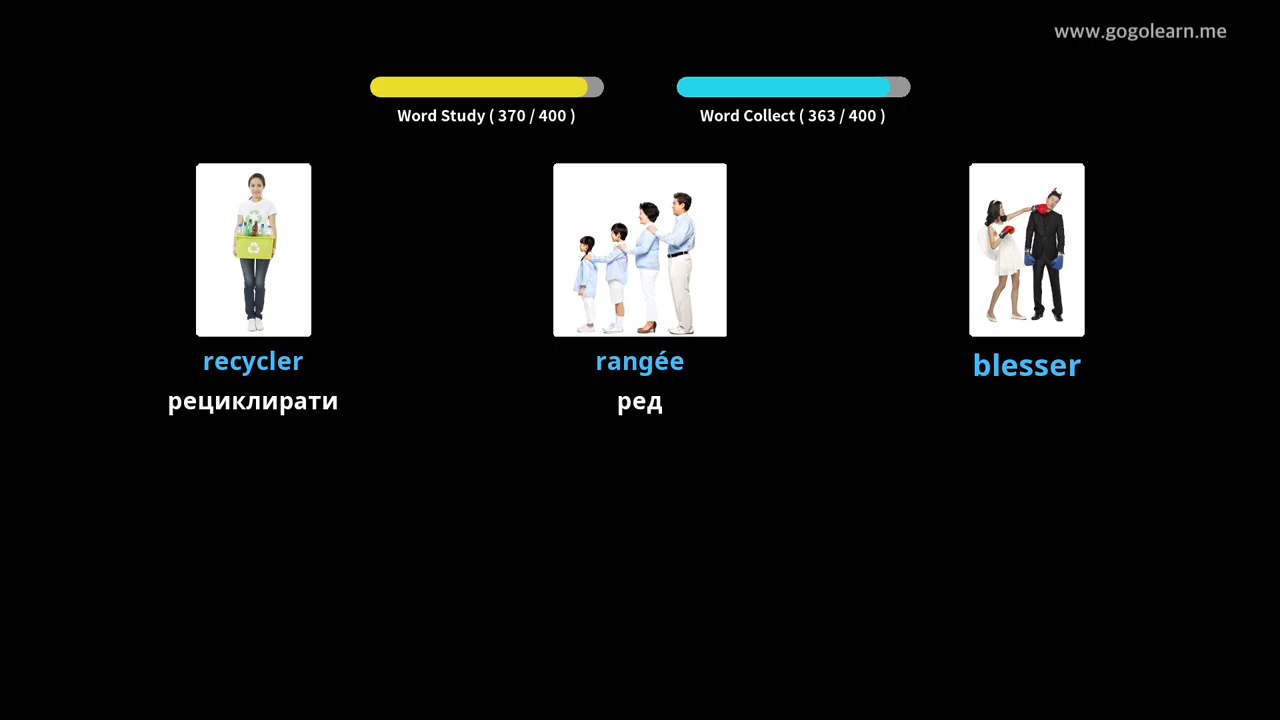 www.gogolearn.me
Word Study ( 370 / 400 )
Word Collect ( 363 / 400 )
recycler
рециклирати
rangée
ред
blesser